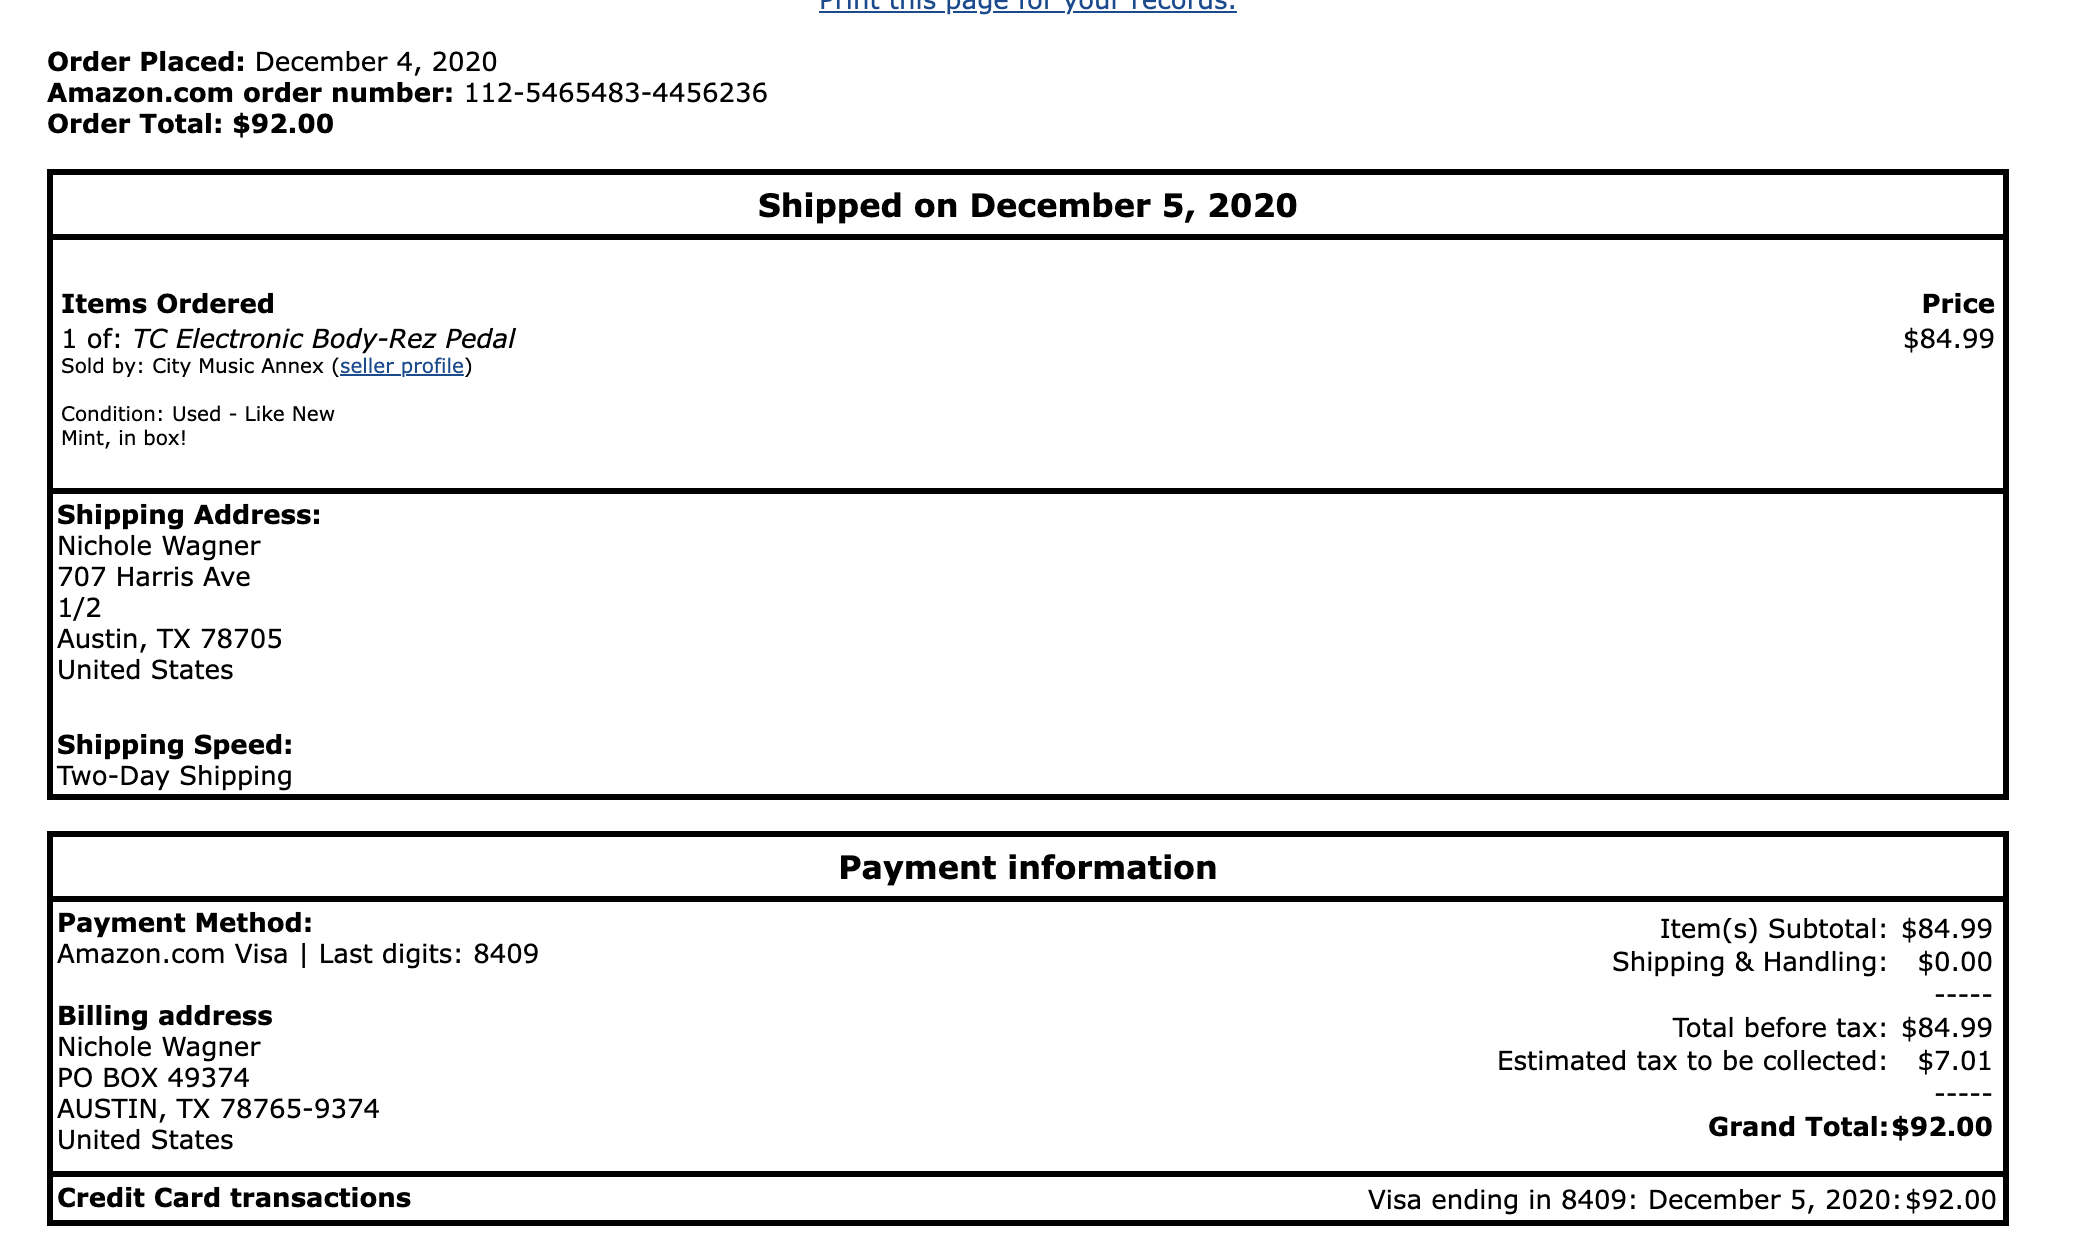 Print this page for your records.
Order Placed: December 4, 2020
Amazon.com order number: 112-5465483-4456236
Order Total: $92.00
Shipped on December 5, 2020
Items Ordered Price
1 of: TC Electronic Body-Rez Pedal $84.99
Sold by: City Music Annex (seller profile)
Condition: Used - Like New
Mint, in box!
Shipping Address:
Nichole Wagner
707 Harris Ave
1/2
Austin, TX 78705
United States
Shipping Speed:
Two-Day Shipping
Payment information
Payment Method:
Amazon.com Visa | Last digits: 8409
Billing address
Nichole Wagner
PO BOX 49374
AUSTIN, TX 78765-9374
United States
Item(s) Subtotal: $84.99
Shipping & Handling: $0.00
-----
Total before tax: $84.99
Estimated tax to be collected: $7.01
-----
Grand Total: $92.00
Credit Card transactions Visa ending in 8409: December 5, 2020: $92.00